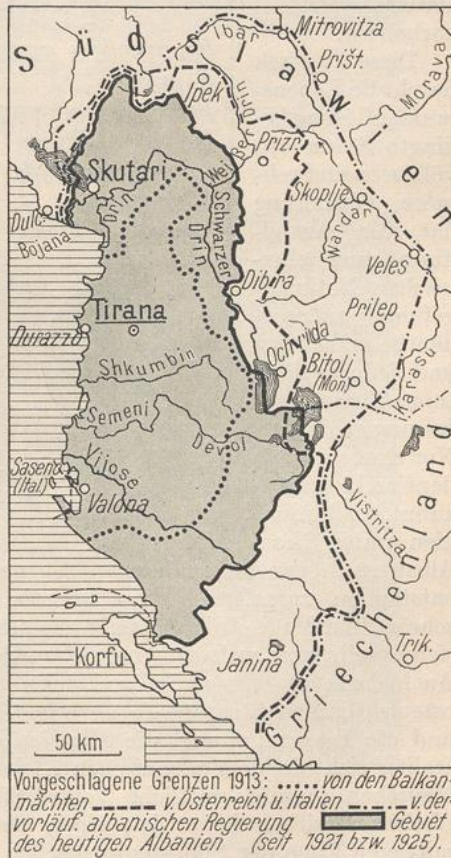 Südslawien
Mitrovitza
Ibar
Prišt.
Morava
Ipek
Prizr.
Skutari
Skoplje
Drin
Schwarzer
Drin
Wardar
Dulc.
Bojana
Veles
Dibra
Tirana
Prilep
Durazzo
Ochrida
Bitolj
(Mon)
Karasu
Shkumbin
Semeni
Devol
Saseno
(Ital)
Vijose
Valona
Vistritza
Griechenland
Korfu
Janina
Trik.
50 km
Vorgeschlagene Grenzen 1913: von den Balkan-
mächten v. Österreich u. Italien v. der
vorläuf. albanischen Regierung Gebiet
des heutigen Albanien (seit 1921 bzw. 1925).